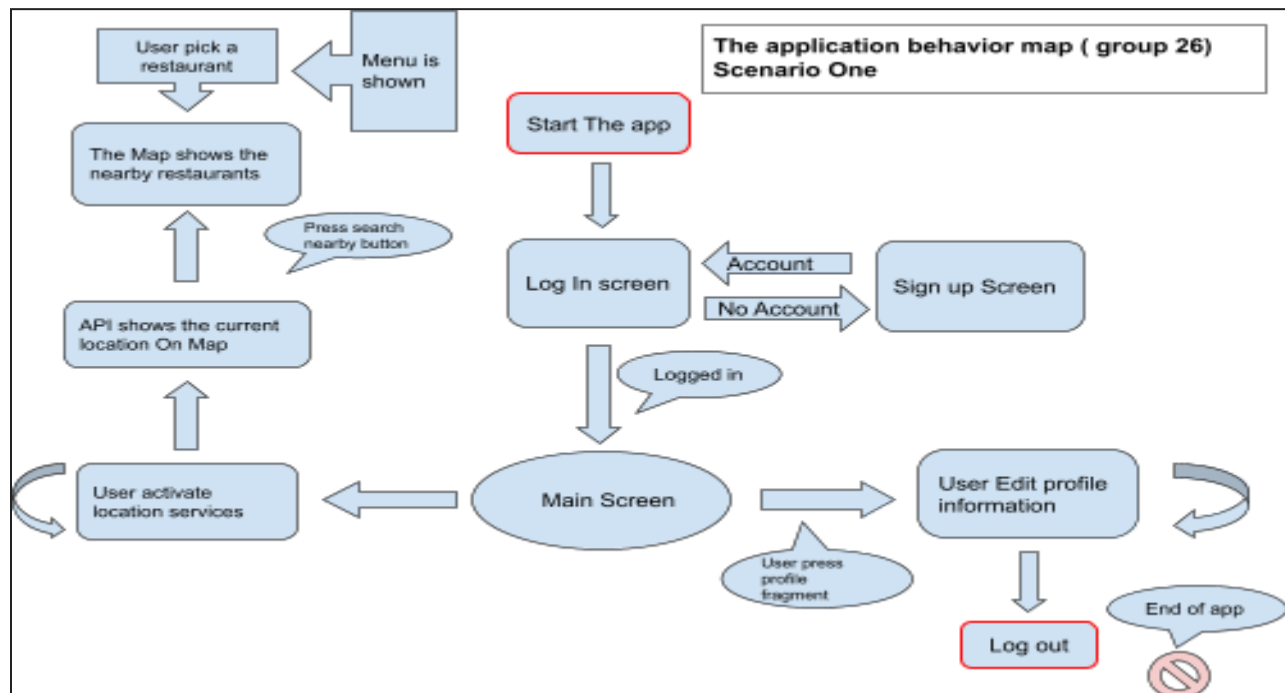 The application behavior map ( group 26)
Scenario One
User pick a
restaurant
Menu is
shown
Start The app
The Map shows the
nearby restaurants
Press search
nearby button
Log In screen
Account
No Account
Sign up Screen
API shows the current
location On Map
Logged in
User activate
location services
Main Screen
User Edit profile
information
User press
profile
fragment
End of app
Log out